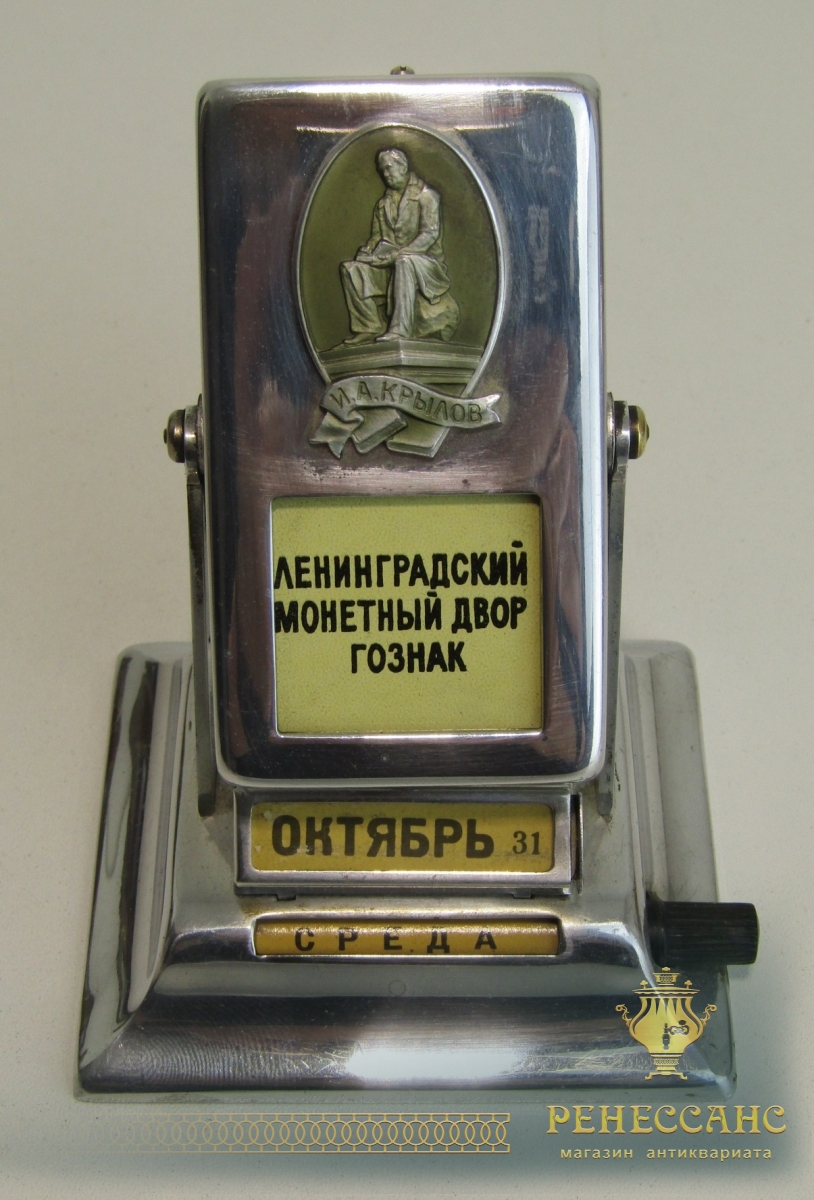 И.А.КРЫЛОВ
ЛЕНИНГРАДСКИЙ
МОНЕТНЫЙ ДВОР
ГОЗНАК
ОКТЯБРЬ 31
СРЕДА
РЕНЕССАНС
магазин антиквариата